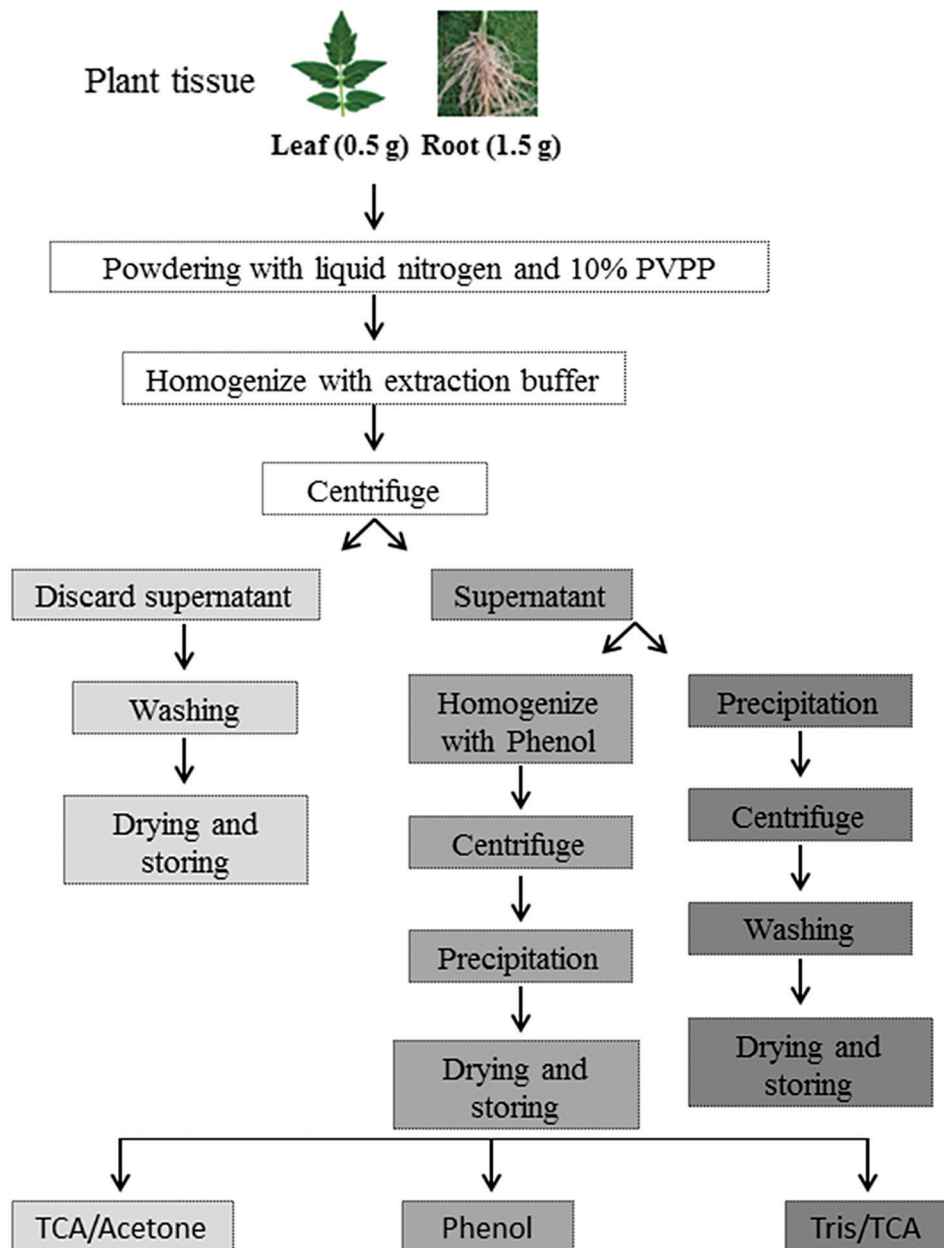 Plant tissue
Leaf (0.5 g) Root (1.5 g)
Powdering with liquid nitrogen and 10% PVPP
Homogenize with extraction buffer
Centrifuge
Discard supernatant
Washing
Drying and
storing
Supernatant
Homogenize
with Phenol
Centrifuge
Precipitation
Drying and
storing
Precipitation
Centrifuge
Washing
Drying and
storing
TCA/Acetone
Phenol
Tris/TCA